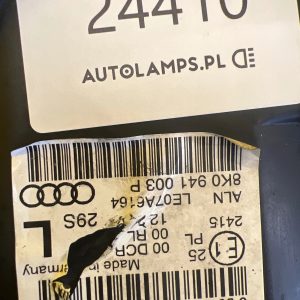 24410
AUTOLAMPS.PL
Made in Germany
00 DCR
00 RL
25
PL
E1
2415
12
29S
L
ALN LE07A6164
8K0 941 003 P